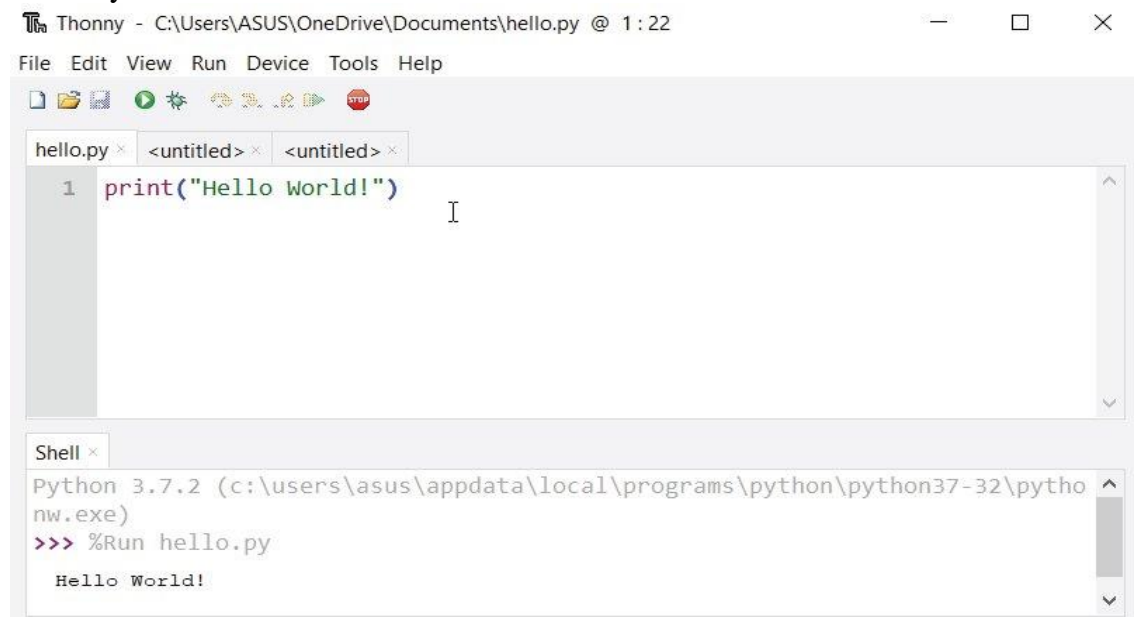 Thonny - C:\Users\ASUS\OneDrive\Documents\hello.py @ 1 : 22
File Edit View Run Device Tools Help
STOP
hello.py × <untitled> × <untitled> ×
1 print("Hello World!")
Shell ×
Python 3.7.2 (c:\users\asus\appdata\local\programs\python\python37-32\pytho
nw.exe)
>>> %Run hello.py
Hello World!